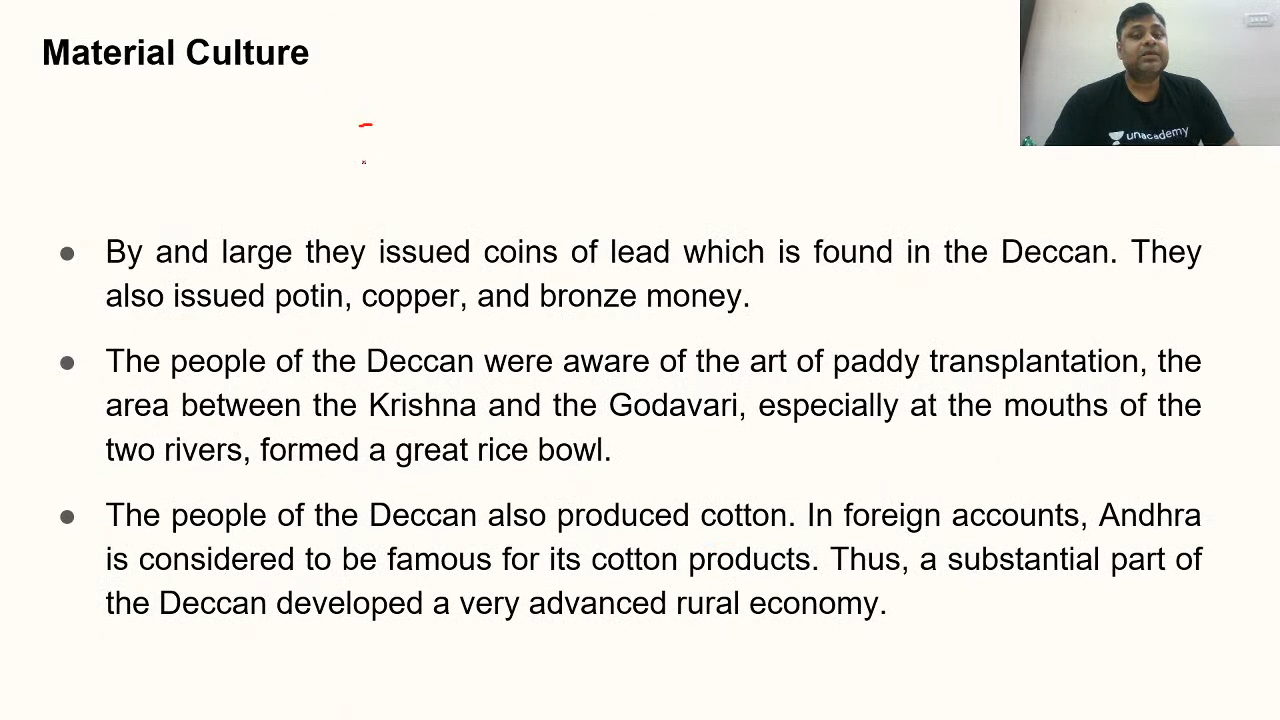 Material Culture
unacademy
● By and large they issued coins of lead which is found in the Deccan. They
also issued potin, copper, and bronze money.
● The people of the Deccan were aware of the art of paddy transplantation, the
area between the Krishna and the Godavari, especially at the mouths of the
two rivers, formed a great rice bowl.
● The people of the Deccan also produced cotton. In foreign accounts, Andhra
is considered to be famous for its cotton products. Thus, a substantial part of
the Deccan developed a very advanced rural economy.